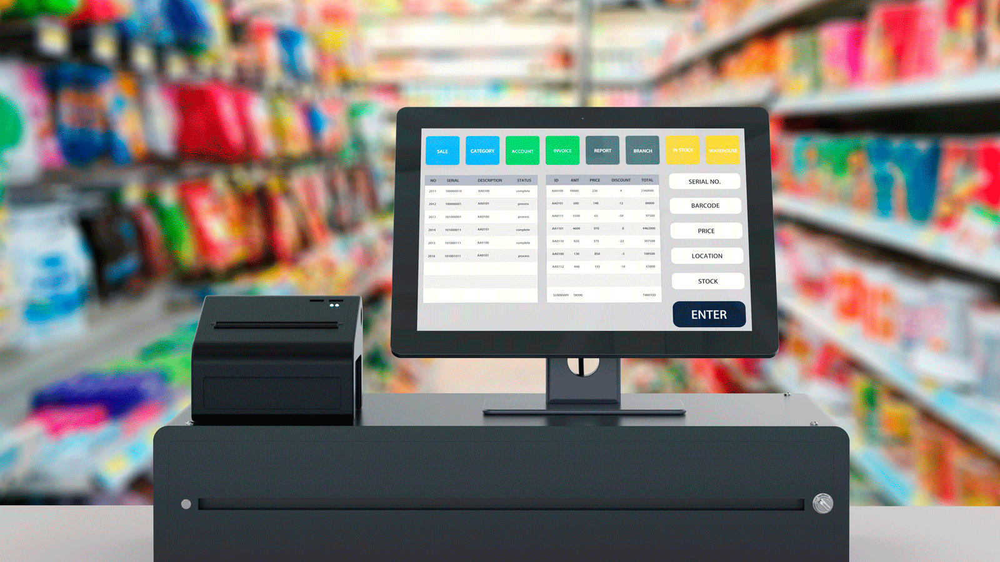 SALE CATEGORY ACCOUNT INVOICE REPORT BRANCH IN STOCK WAREHOUSE
NO SERIAL DESCRIPTION STATUS
2011 100000010 AA0100 complete
2012 100000001 AA0101 process
2013 101000001 AA0100 process
2014 101000011 AA0101 complete
2015 101000111 AA0100 complete
2016 101001011 AA0101 process
ID AMT PRICE DISCOUNT TOTAL
AA0100 10000 236 -4 2360000
AA0101 600 148 -12 88800
AA0111 1500 65 -50 97500
AA1101 4600 970 0 4462000
AA0110 820 375 -22 307500
AA0100 130 850 -3 100500
AA0112 440 145 -10 63800
SUMMARY 18090 7480100
SERIAL NO.
BARCODE
PRICE
LOCATION
STOCK
ENTER